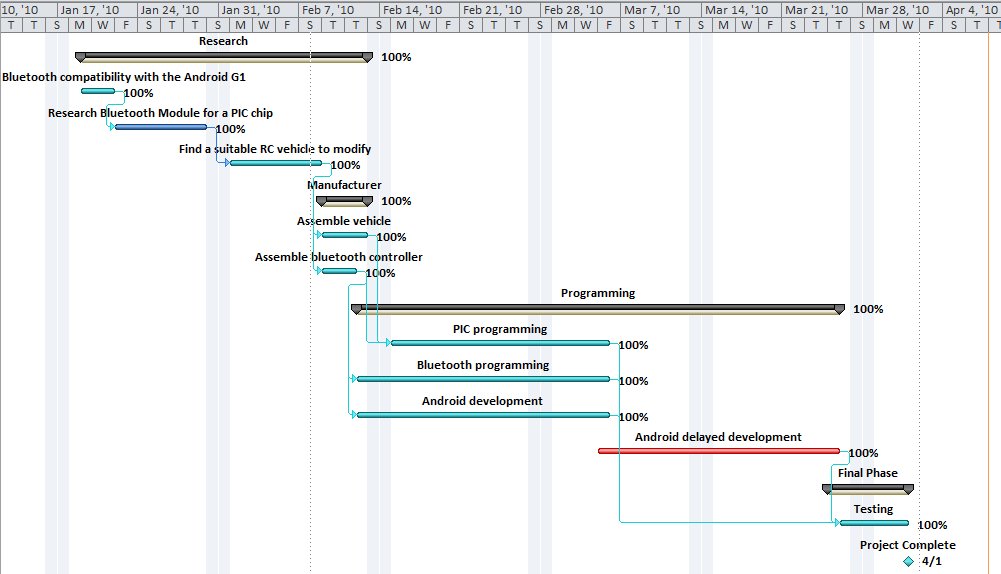 10, '10 Jan 17, '10 Jan 24, '10 Jan 31, '10 Feb 7, '10 Feb 14, '10 Feb 21, '10 Feb 28, '10 Mar 7, '10 Mar 14, '10 Mar 21, '10 Mar 28, '10 Apr 4, '10
T T S M W F S T T S M W F S T T S M W F S T T S M W F S T T S M W F S T T S M W F S T T
Research
100%
Bluetooth compatibility with the Android G1
100%
Research Bluetooth Module for a PIC chip
100%
Find a suitable RC vehicle to modify
100%
Manufacturer
100%
Assemble vehicle
100%
Assemble bluetooth controller
100%
Programming
100%
PIC programming
100%
Bluetooth programming
100%
Android development
100%
Android delayed development
100%
Final Phase
Testing
100%
Project Complete
4/1